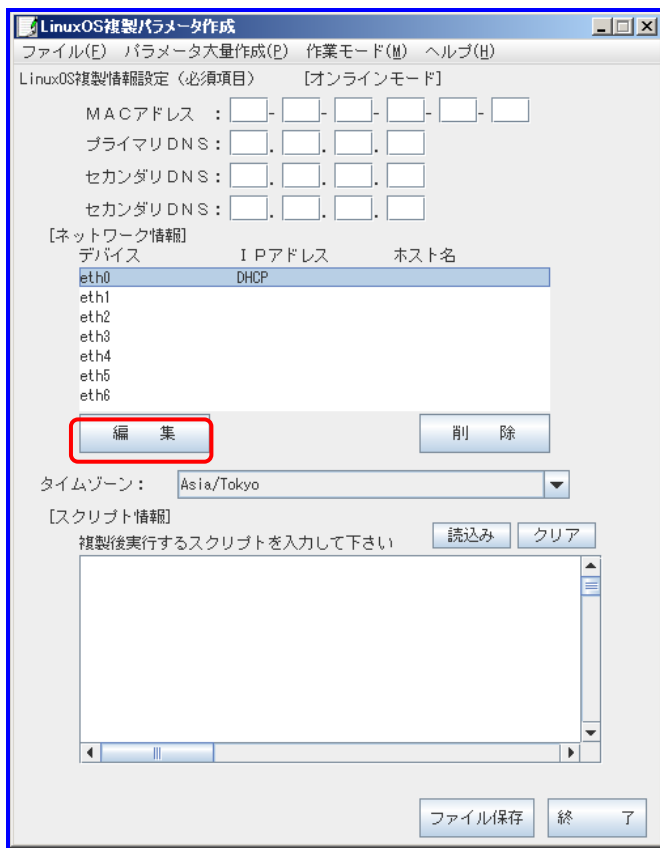 LinuxOS複製パラメータ作成
ファイル(F) パラメータ大量作成(P) 作業モード(M) ヘルプ(H)
LinuxOS複製情報設定（必須項目） [オンラインモード]
ＭＡＣアドレス ： - - - - -
プライマリＤＮＳ： . . .
セカンダリＤＮＳ： . . .
セカンダリＤＮＳ： . . .
[ネットワーク情報]
デバイス ＩＰアドレス ホスト名
eth0 DHCP
eth1
eth2
eth3
eth4
eth5
eth6
編 集 削 除
タイムゾーン： Asia/Tokyo
[スクリプト情報]
複製後実行するスクリプトを入力して下さい 読込み クリア
ファイル保存 終 了